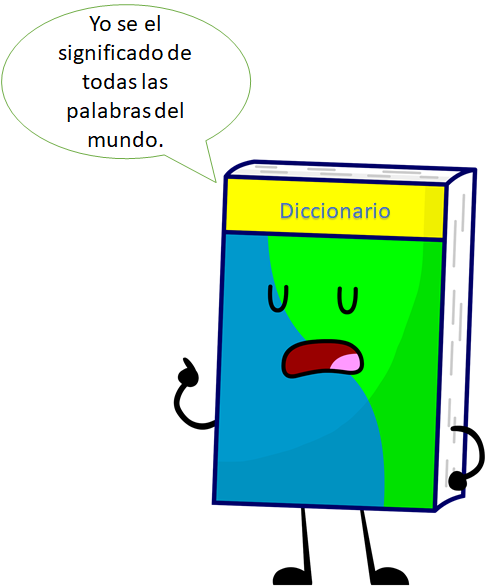 Yo se el
significado de
todas las
palabras del
mundo.
Diccionario